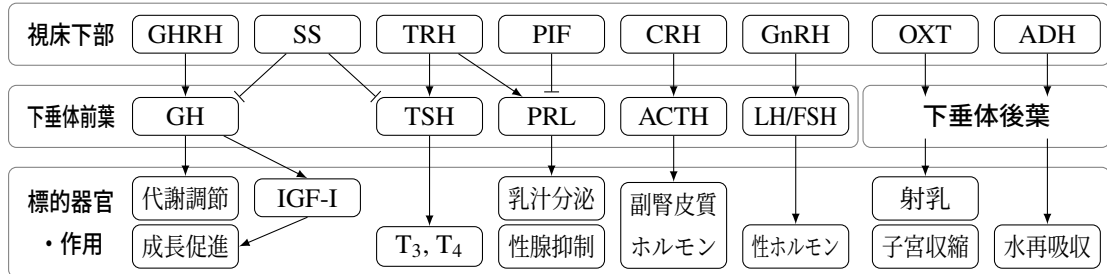 視床下部 GHRH SS TRH PIF CRH GnRH OXT ADH
下垂体前葉 GH TSH PRL ACTH LH/FSH 下垂体後葉
標的器官 代謝調節 IGF-I 乳汁分泌 副腎皮質 射乳
・作用 成長促進 T3, T4 性腺抑制 ホルモン 性ホルモン 子宮収縮 水再吸収